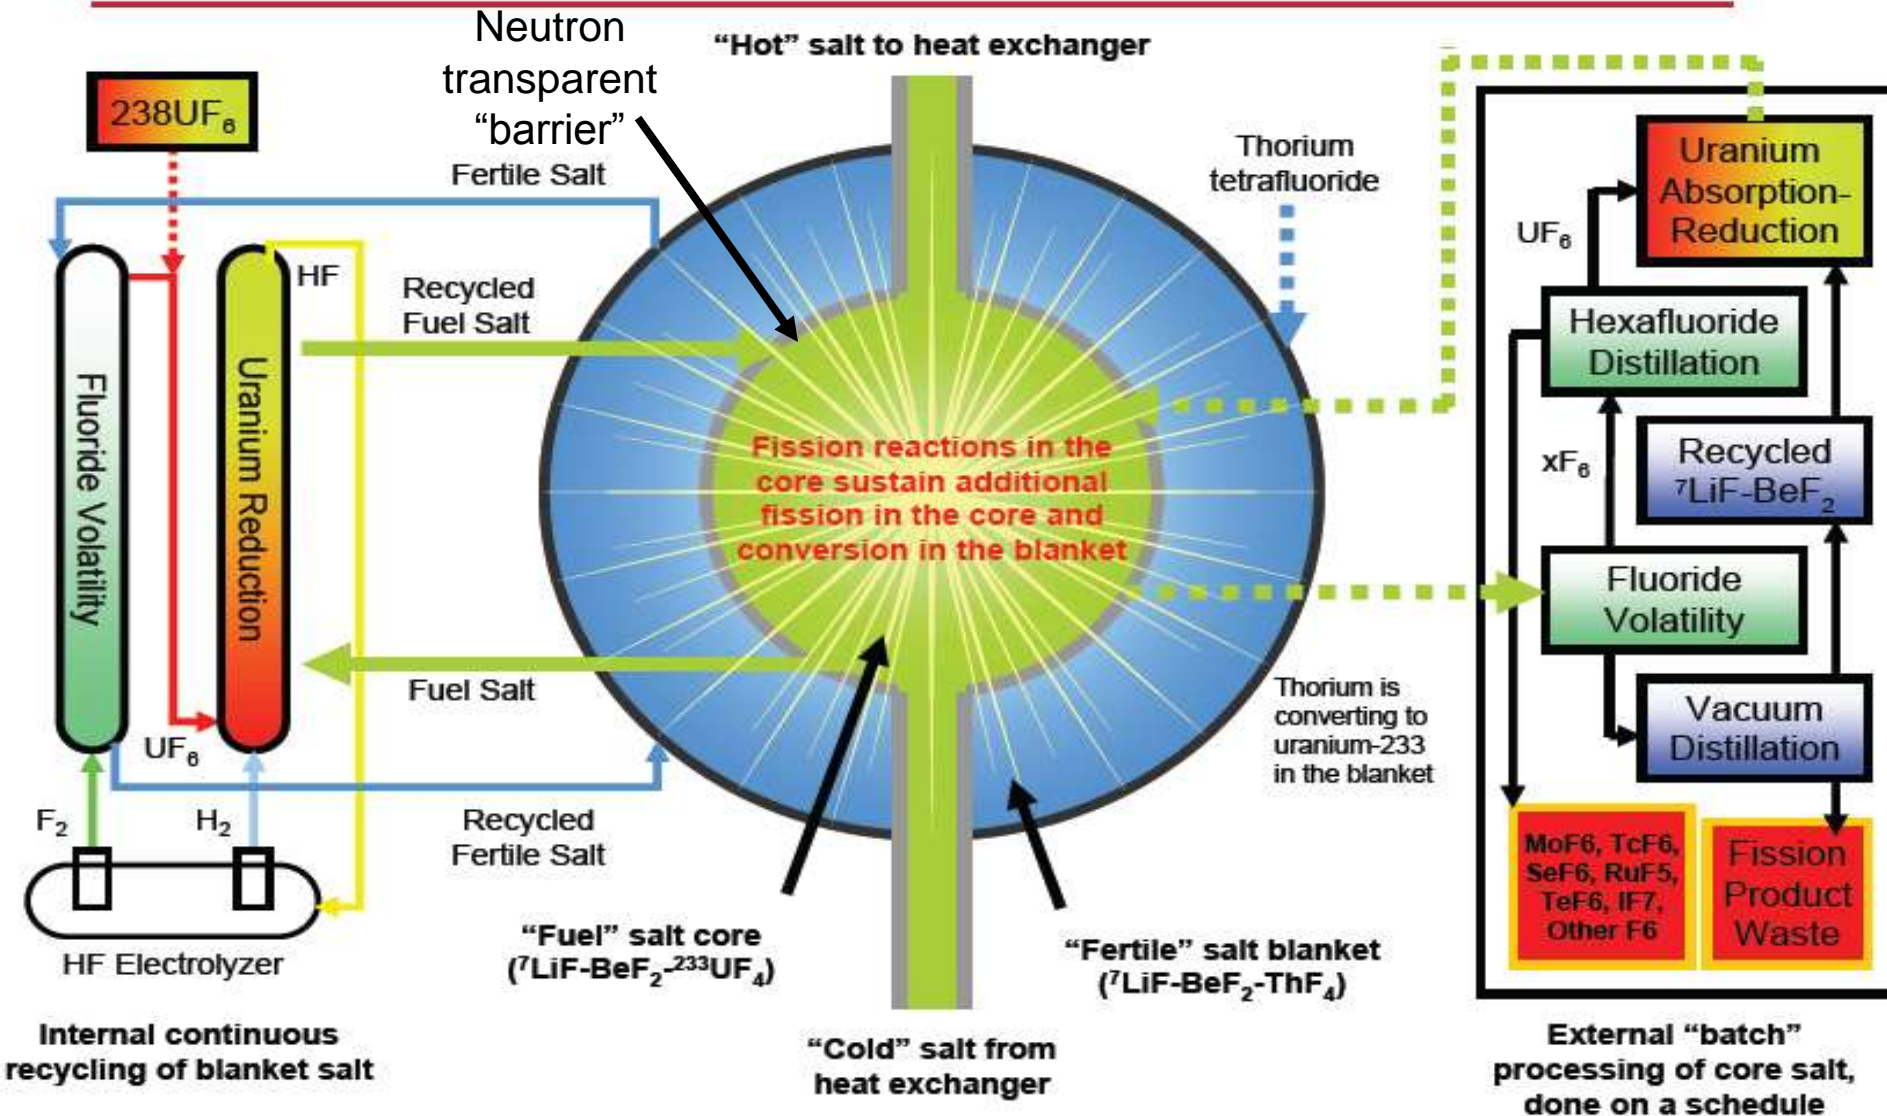 Neutron
transparent
“barrier”
“Hot” salt to heat exchanger
238UF₆
Fertile Salt
Thorium
tetrafluoride
HF
Recycled
Fuel Salt
Fluoride Volatility
Uranium Reduction
Fission reactions in the
core sustain additional
fission in the core and
conversion in the blanket
Fuel Salt
UF₆
F₂
H₂
Recycled
Fertile Salt
HF Electrolyzer
Internal continuous
recycling of blanket salt
“Fuel” salt core
(⁷LiF-BeF₂-²³³UF₄)
“Cold” salt from
heat exchanger
“Fertile” salt blanket
(⁷LiF-BeF₂-ThF₄)
Thorium is
converting to
uranium-233
in the blanket
Uranium
Absorption-
Reduction
UF₆
Hexafluoride
Distillation
xF₆
Recycled
⁷LiF-BeF₂
Fluoride
Volatility
Vacuum
Distillation
MoF6, TcF6,
SeF6, RuF5,
TeF6, IF7,
Other F6
Fission
Product
Waste
External “batch”
processing of core salt,
done on a schedule